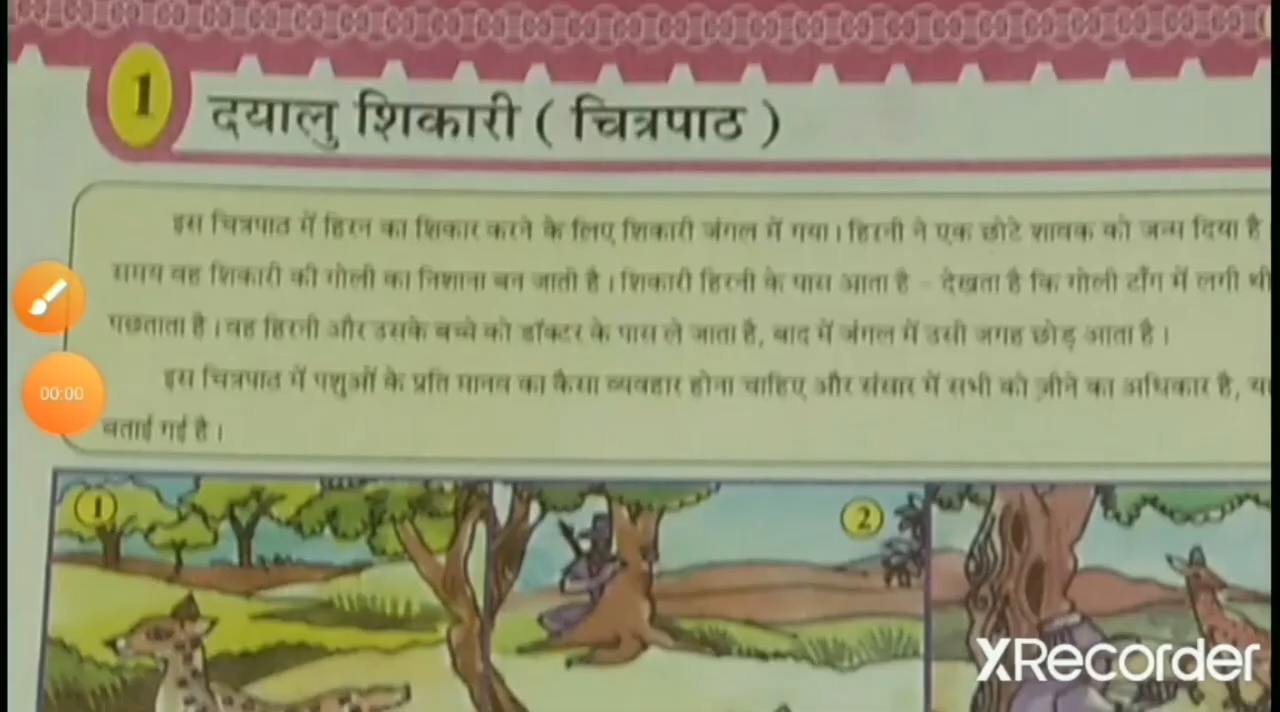 1
दयालु शिकारी ( चित्रपाठ )
इस चित्रपाठ में हिरन का शिकार करने के लिए शिकारी जंगल में गया। हिरनी ने एक छोटे शावक को जन्म दिया है
समय वह शिकारी की गोली का निशाना बन जाती है। शिकारी हिरनी के पास आता है - देखता है कि गोली टाँग में लगी थी
पछताता है। वह हिरनी और उसके बच्चे को डॉक्टर के पास ले जाता है, बाद में जंगल में उसी जगह छोड़ आता है।
00:00
इस चित्रपाठ में पशुओं के प्रति मानव का कैसा व्यवहार होना चाहिए और संसार में सभी को जीने का अधिकार है,
बताई गई है।
1
2
XRecorder